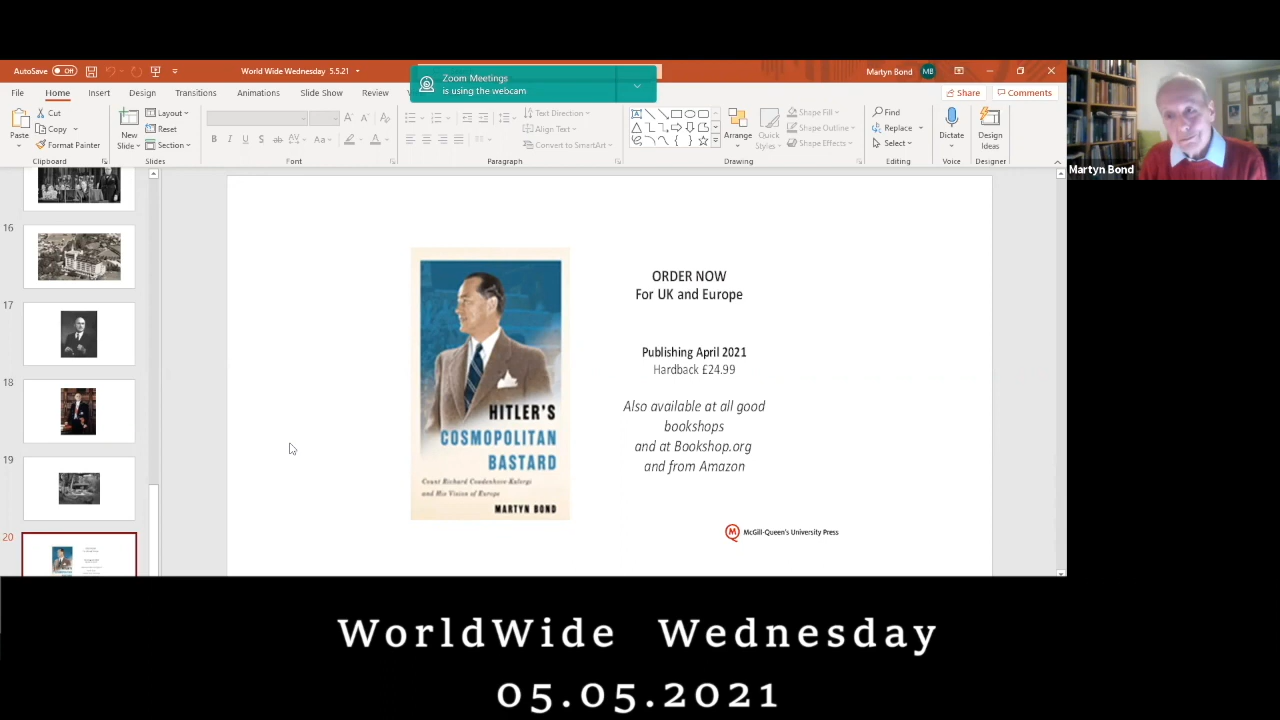 AutoSave Off
World Wide Wednesday 5.5.21
Zoom Meetings
is using the webcam
Martyn Bond MB
File Home Insert Design Transitions Animations Slide Show Review
Share Comments
Paste
Cut
Copy
Format Painter
Clipboard
New
Slide
Layout
Reset
Section
Slides
B I U S ab AV Aa A
Font
Text Direction
Align Text
Convert to SmartArt
Paragraph
Arrange
Quick
Styles
Shape Fill
Shape Outline
Shape Effects
Drawing
Find
Replace
Select
Editing
Dictate
Voice
Design
Ideas
Designer
Martyn Bond
16
17
18
19
20
HITLER'S
COSMOPOLITAN
BASTARD
Count Richard Coudenhove-Kalergi
and His Vision of Europe
MARTYN BOND
ORDER NOW
For UK and Europe
Publishing April 2021
Hardback £24.99
Also available at all good
bookshops
and at Bookshop.org
and from Amazon
McGill-Queen's University Press
WorldWide Wednesday
05.05.2021